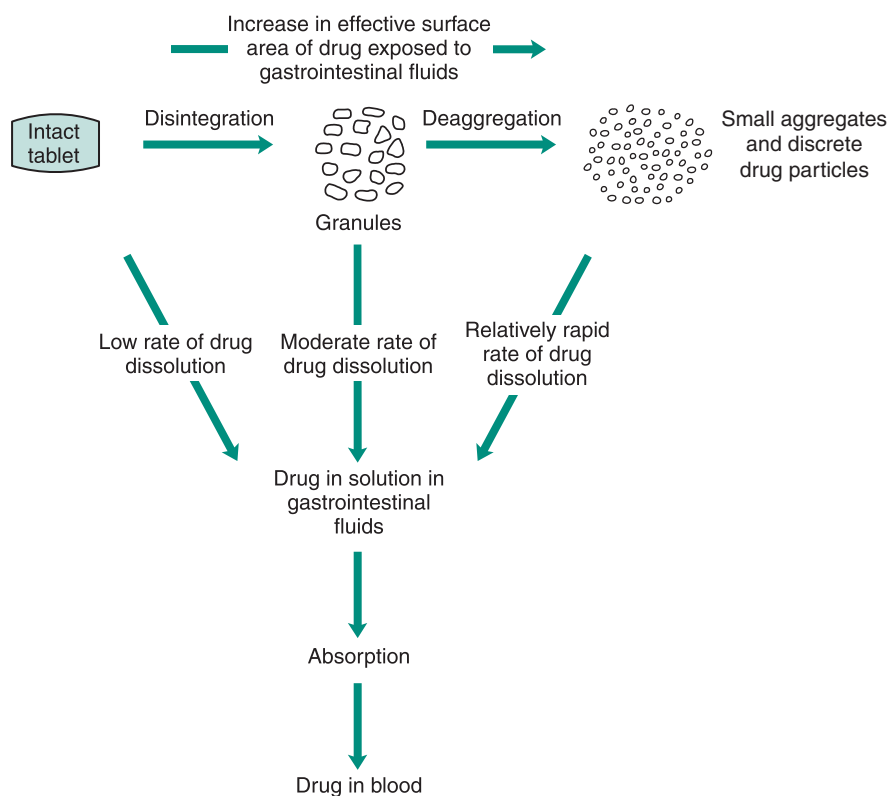 Increase in effective surface
area of drug exposed to
gastrointestinal fluids
Intact
tablet
Disintegration
Deaggregation
Small aggregates
and discrete
drug particles
Granules
Low rate of drug
dissolution
Moderate rate of
drug dissolution
Relatively rapid
rate of drug
dissolution
Drug in solution in
gastrointestinal
fluids
Absorption
Drug in blood